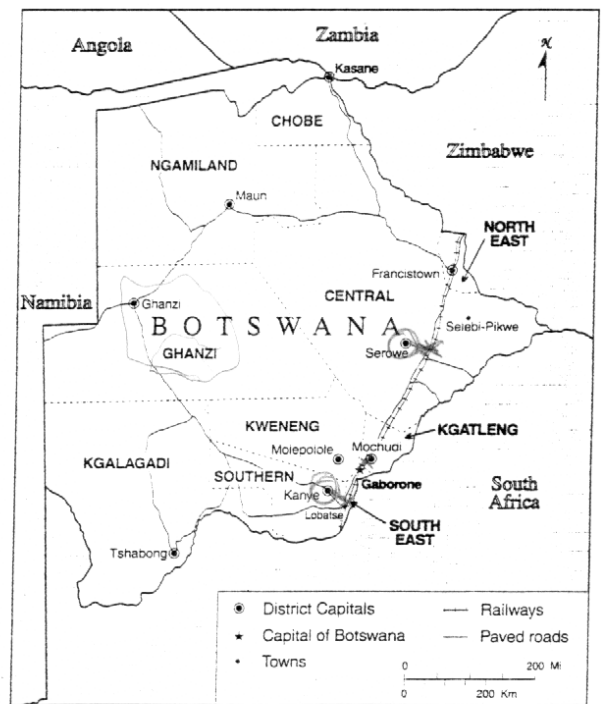 Zambia
Angola
N
Kasane
CHOBE
Zimbabwe
NGAMILAND
Maun
NORTH
EAST
Francistown
CENTRAL
Namibia
Ghanzi
BOTSWANA
Selebi-Pikwe
GHANZI
Serowe
KWENENG
KGATLENG
Molepolole
Mochudi
KGALAGADI
SOUTHERN
Gaborone
South
Africa
Kanye
Lobatse
SOUTH
EAST
Tshabong
District Capitals
Railways
Capital of Botswana
Paved roads
Towns
0 200 Mi
0 200 Km